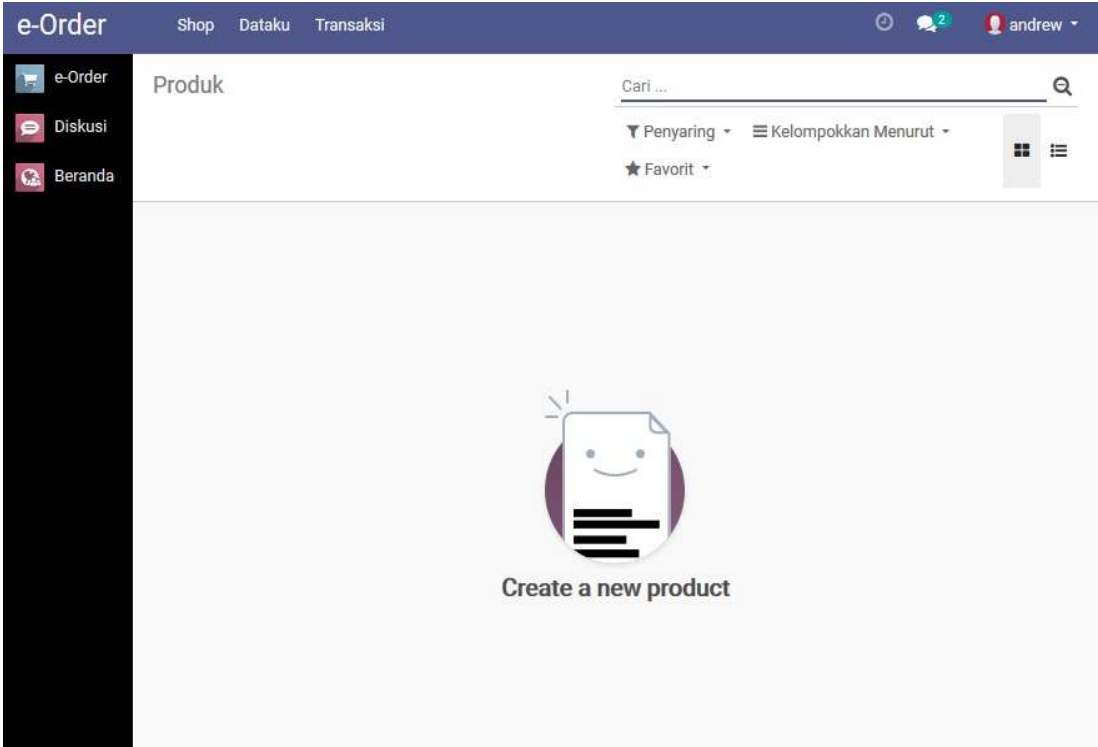 e-Order Shop Dataku Transaksi 2 andrew
e-Order
Diskusi
Beranda
Produk
Cari ...
Penyaring Kelompokkan Menurut
Favorit
Create a new product